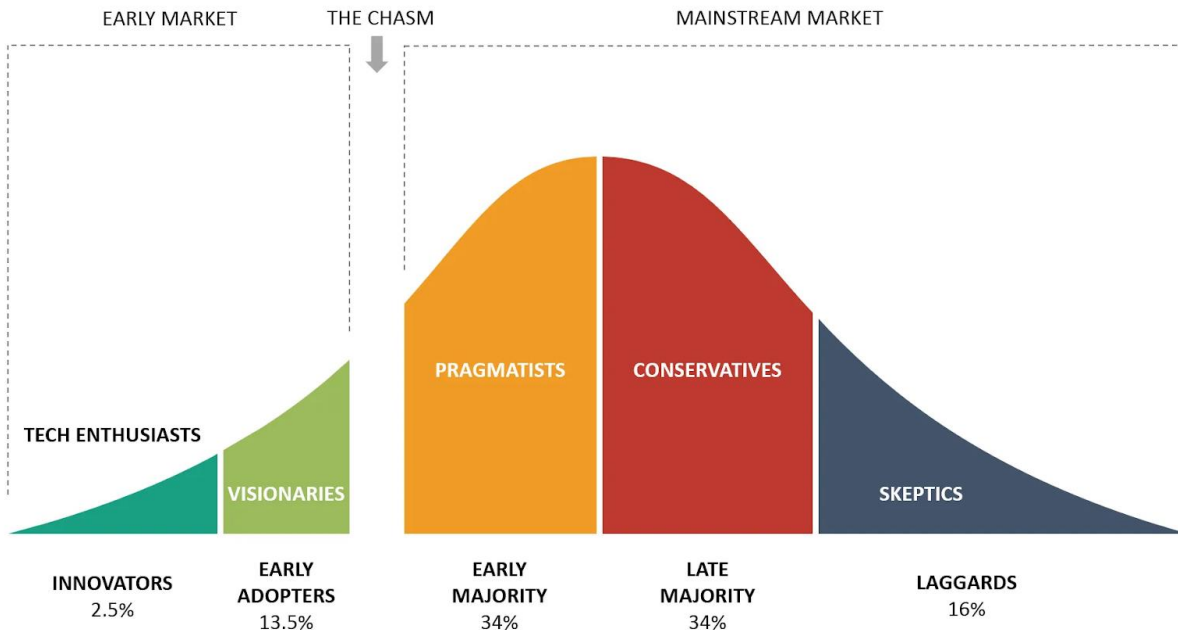 EARLY MARKET
THE CHASM
MAINSTREAM MARKET
TECH ENTHUSIASTS
VISIONARIES
PRAGMATISTS
CONSERVATIVES
SKEPTICS
INNOVATORS
2.5%
EARLY
ADOPTERS
13.5%
EARLY
MAJORITY
34%
LATE
MAJORITY
34%
LAGGARDS
16%